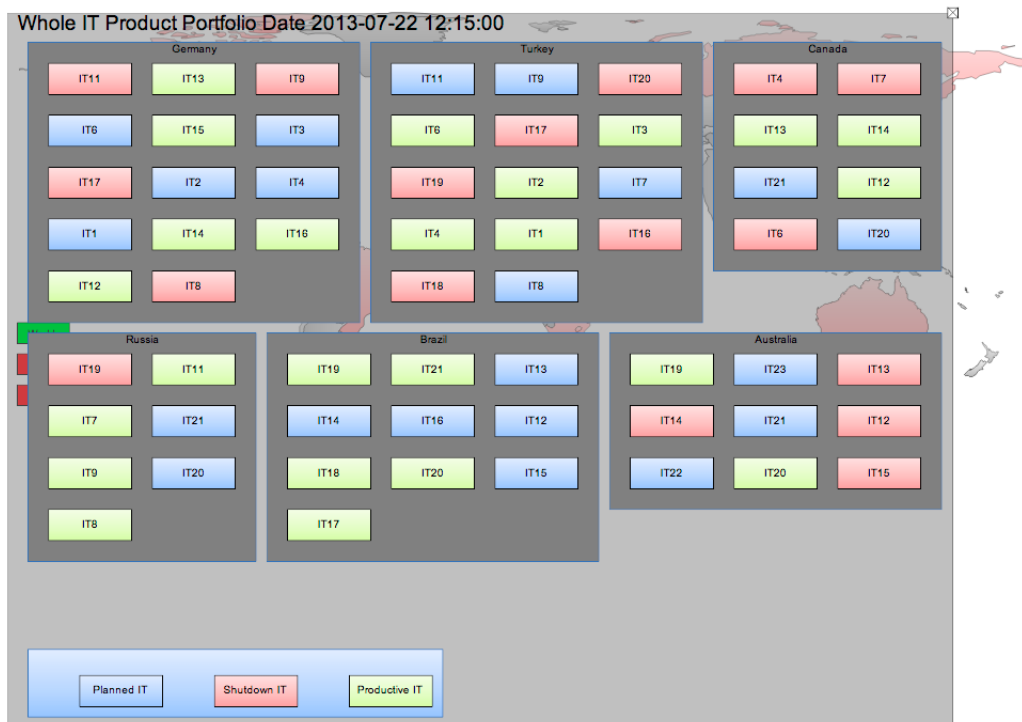 Whole IT Product Portfolio Date 2013-07-22 12:15:00
Germany
IT11 IT13 IT9
IT6 IT15 IT3
IT17 IT2 IT4
IT1 IT14 IT16
IT12 IT8
Turkey
IT11 IT9 IT20
IT6 IT17 IT3
IT19 IT2 IT7
IT4 IT1 IT16
IT18 IT8
Canada
IT4 IT7
IT13 IT14
IT21 IT12
IT6 IT20
Russia
IT19 IT11
IT7 IT21
IT9 IT20
IT8
Brazil
IT19 IT21 IT13
IT14 IT16 IT12
IT18 IT20 IT15
IT17
Australia
IT19 IT23 IT13
IT14 IT21 IT12
IT22 IT20 IT15
Planned IT Shutdown IT Productive IT